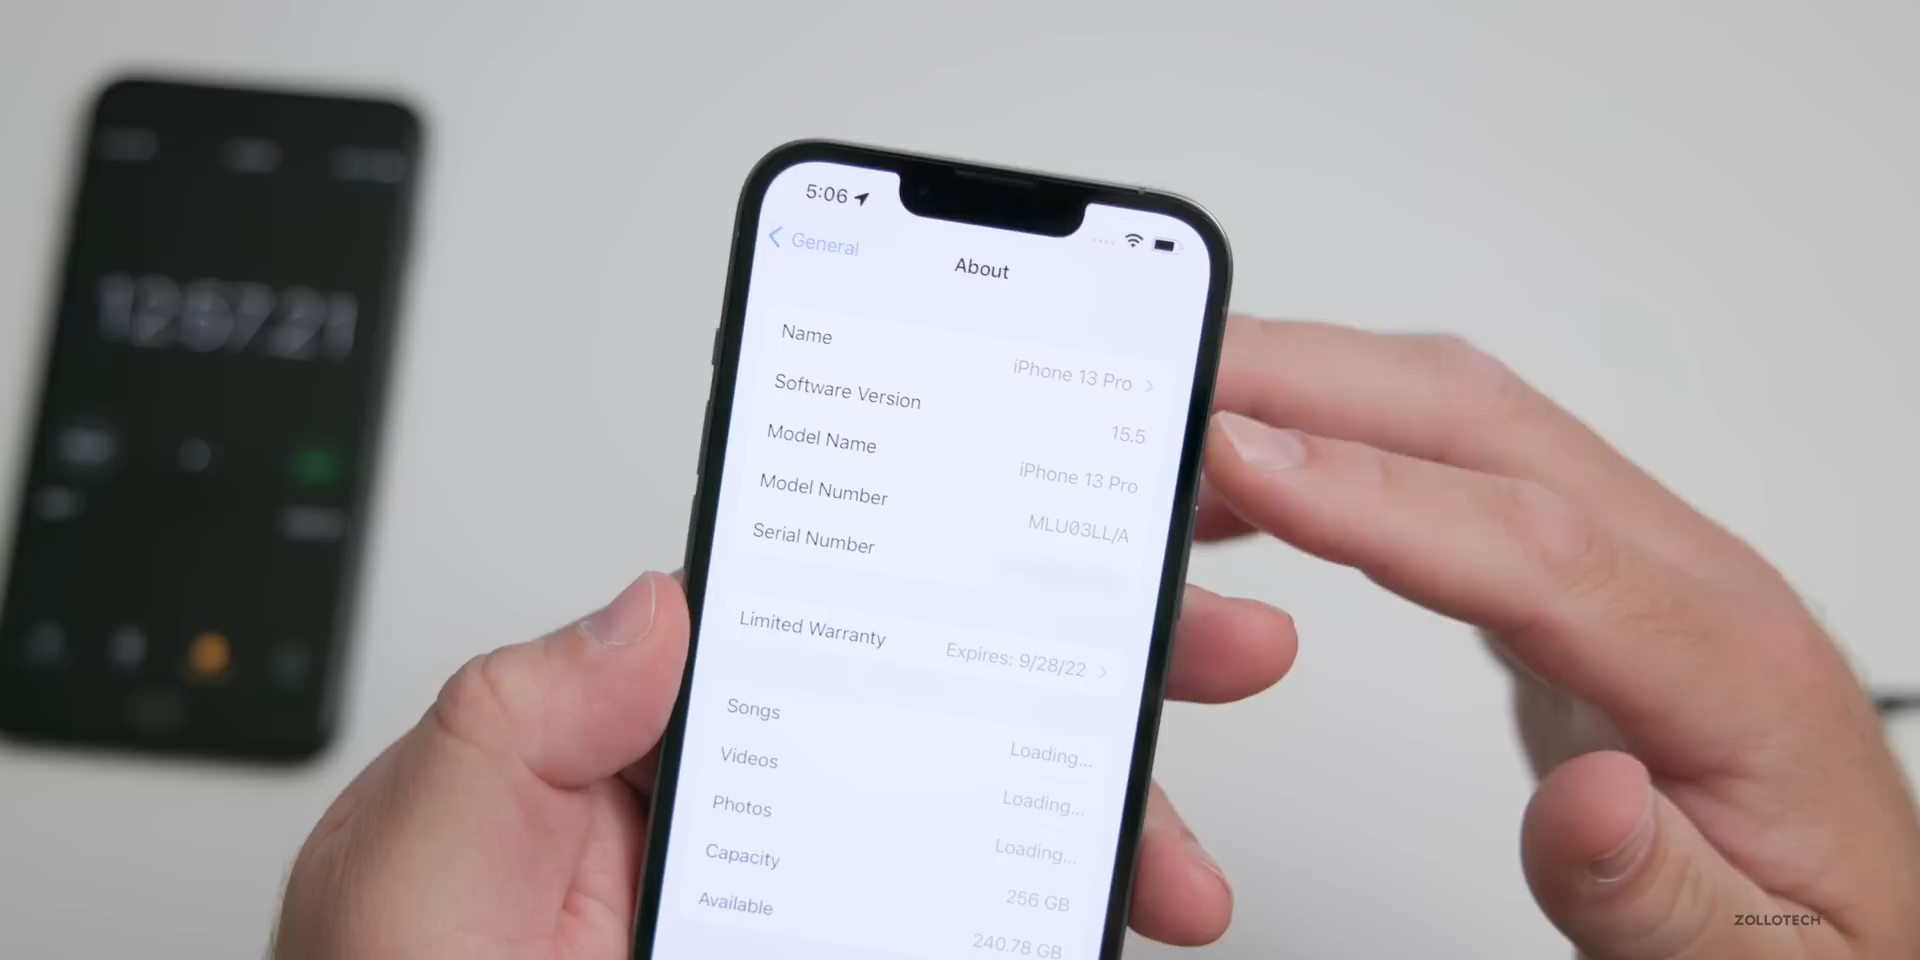 5:06
General
About
Name
iPhone 13 Pro
Software Version
15.5
Model Name
iPhone 13 Pro
Model Number
MLU03LL/A
Serial Number
Limited Warranty
Expires: 9/28/22
Songs
Loading...
Videos
Loading...
Photos
Loading...
Capacity
256 GB
Available
240.78 GB
ZOLLOTECH